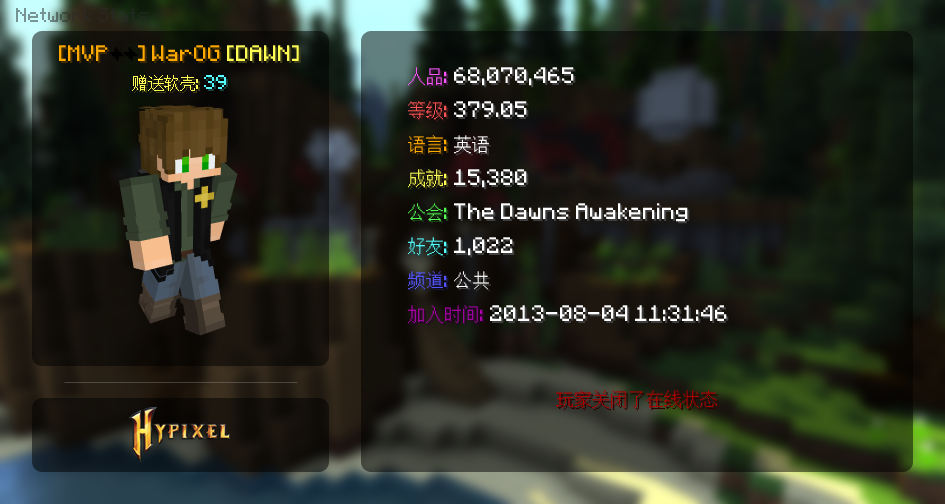 Network Stats
[MVP++] WarOG [DAWN]
赠送软壳: 39
HYPIXEL
人品: 68,070,465
等级: 379.05
语言: 英语
成就: 15,380
公会: The Dawns Awakening
好友: 1,022
频道: 公共
加入时间: 2013-08-04 11:31:46
玩家关闭了在线状态